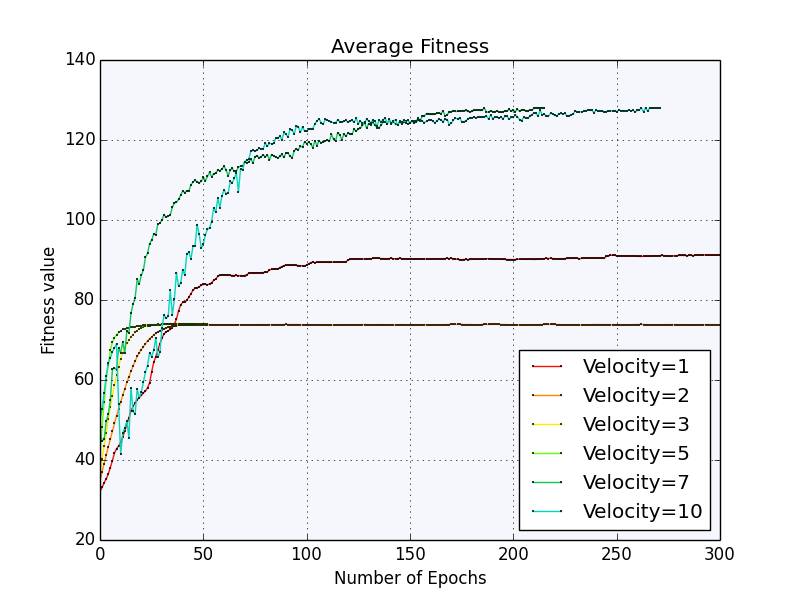 Average Fitness
140
120
100
80
60
40
20
Fitness value
0
50
100
150
200
250
300
Number of Epochs
Velocity=1
Velocity=2
Velocity=3
Velocity=5
Velocity=7
Velocity=10